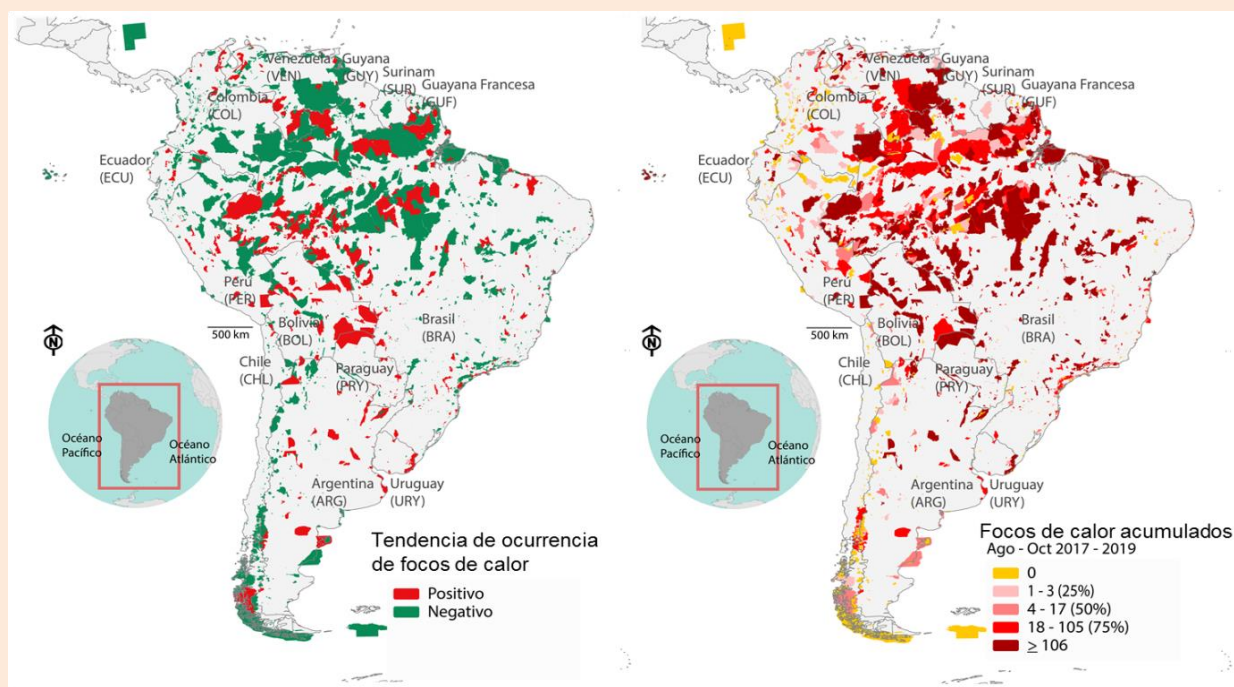 Venezuela
(VEN)
Guyana
(GUY)
Surinam
(SUR)
Guayana Francesa
(GUF)
Colombia
(COL)
Ecuador
(ECU)
Perú
(PER)
500 km
Bolivia
(BOL)
Brasil
(BRA)
N
Chile
(CHL)
Paraguay
(PRY)
Océano
Pacífico
Océano
Atlántico
Argentina
(ARG)
Uruguay
(URY)
Tendencia de ocurrencia
de focos de calor
Positivo
Negativo
Venezuela
(VEN)
Guyana
(GUY)
Surinam
(SUR)
Guayana Francesa
(GUF)
Colombia
(COL)
Ecuador
(ECU)
Perú
(PER)
500 km
Bolivia
(BOL)
Brasil
(BRA)
N
Chile
(CHL)
Paraguay
(PRY)
Océano
Pacífico
Océano
Atlántico
Argentina
(ARG)
Uruguay
(URY)
Focos de calor acumulados
Ago - Oct 2017 - 2019
0
1 - 3 (25%)
4 - 17 (50%)
18 - 105 (75%)
≥ 106